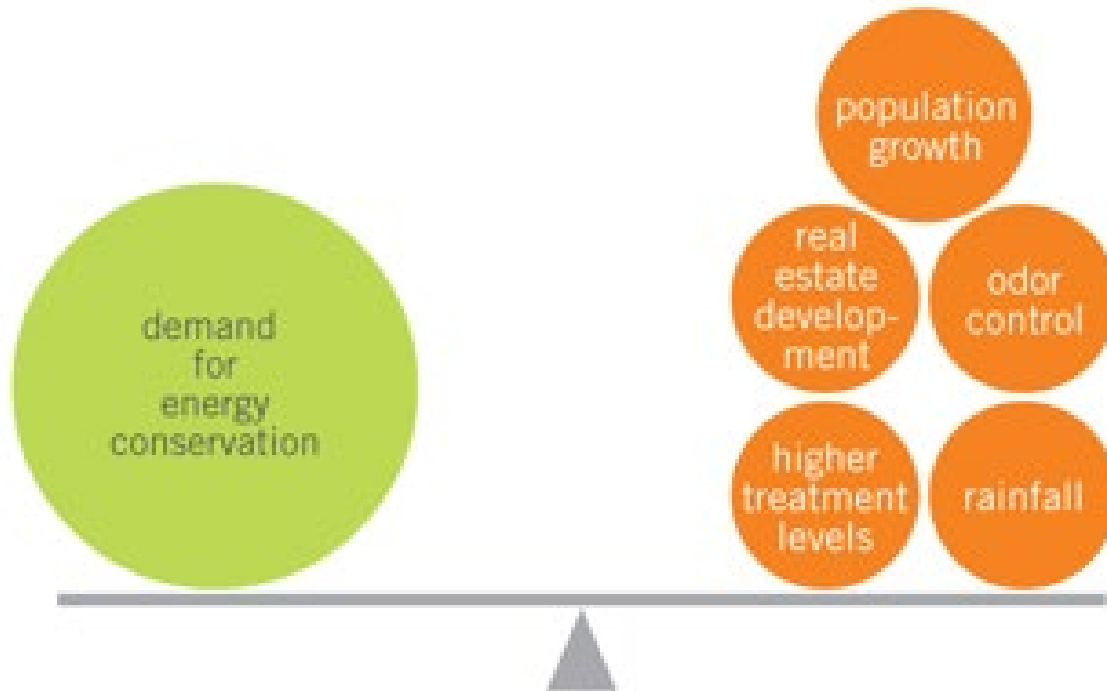 demand
for
energy
conservation
population
growth
real
estate
develop-
ment
odor
control
higher
treatment
levels
rainfall